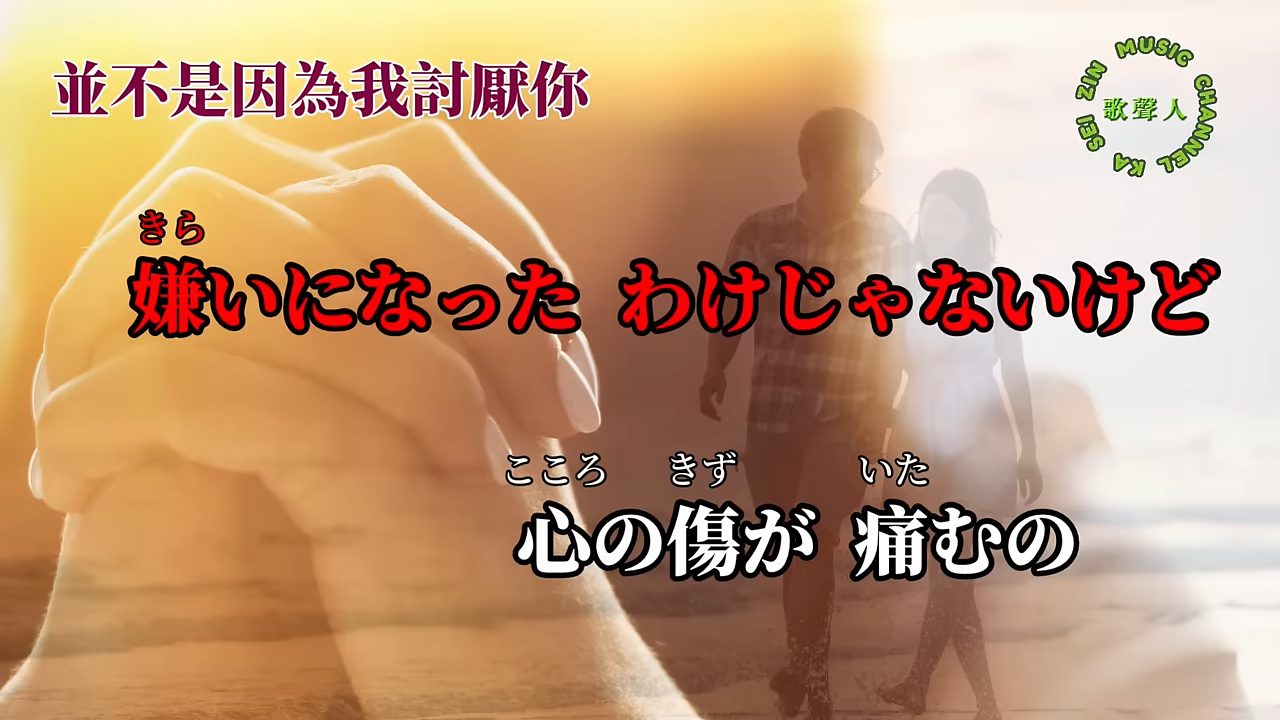 並不是因為我討厭你
MUSIC CHANNEL KA SEI ZIN
歌聲人
きら
嫌いになった わけじゃないけど
こころ きず いた
心の傷が 痛むの